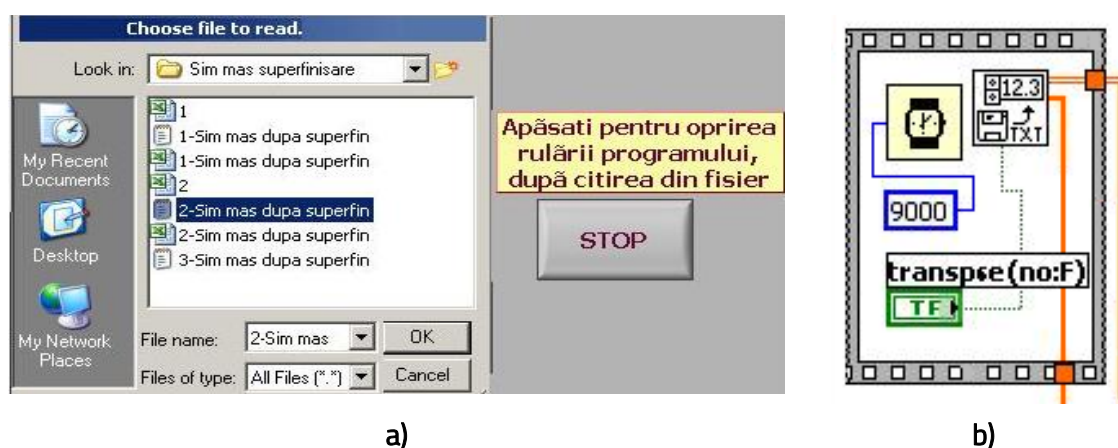 Choose file to read.
Look in:
Sim mas superfinisare
My Recent
Documents
Desktop
My Network
Places
1
1-Sim mas dupa superfin
1-Sim mas dupa superfin
2
2-Sim mas dupa superfin
2-Sim mas dupa superfin
3-Sim mas dupa superfin
File name:
2-Sim mas
OK
Files of type:
All Files (*.*)
Cancel
Apãsati pentru oprirea
rulãrii programului,
după citirea din fisier
STOP
a)
12.3
TXT
9000
transpse(no:F)
TF
b)